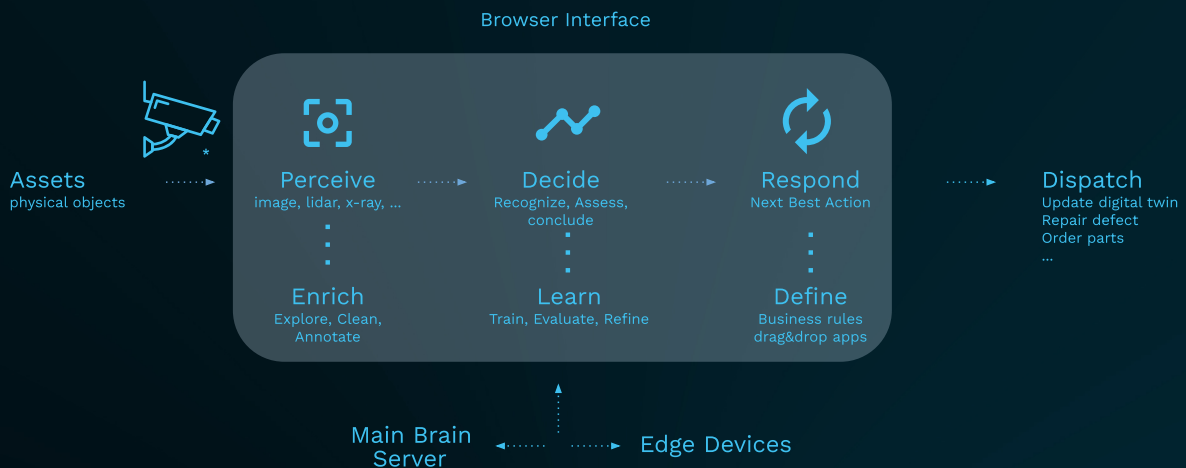 Browser Interface
*
Assets
physical objects
Perceive
image, lidar, x-ray, ...
Decide
Recognize, Assess,
conclude
Respond
Next Best Action
Dispatch
Update digital twin
Repair defect
Order parts
...
Enrich
Explore, Clean,
Annotate
Learn
Train, Evaluate, Refine
Define
Business rules
drag&drop apps
Main Brain
Server
Edge Devices